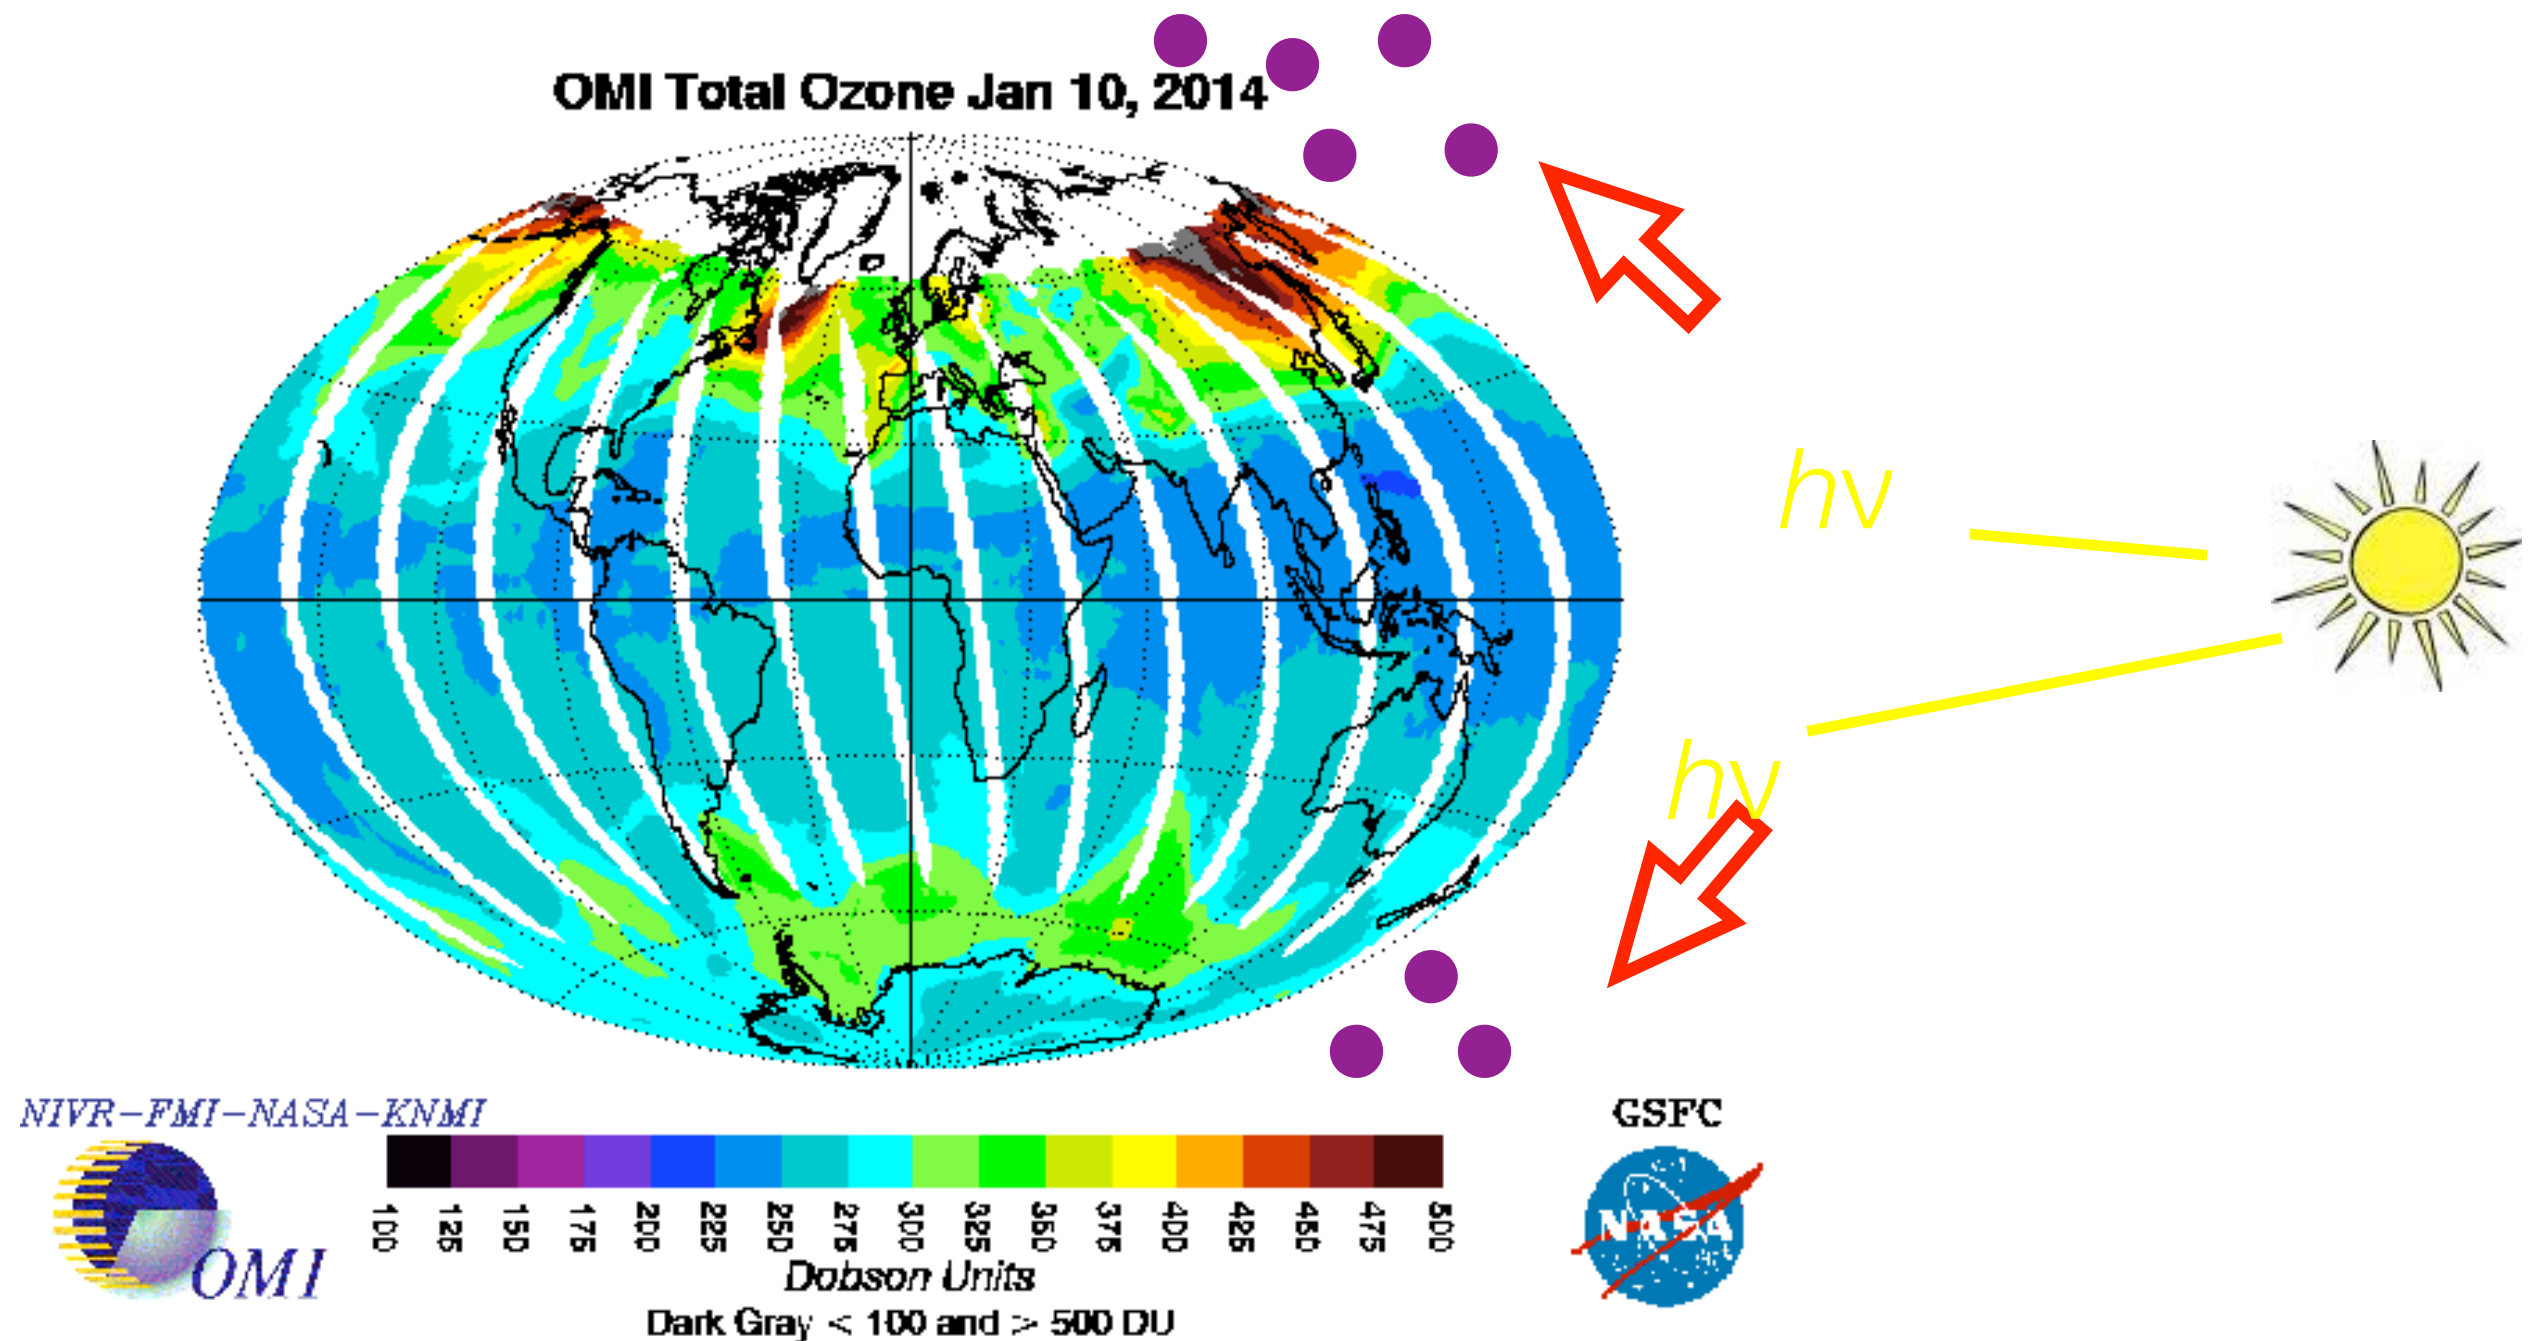 OMI Total Ozone Jan 10, 2014
hν
hν
NIVR-FMI-NASA-KNMI
GSFC
OMI
NASA
100 125 150 175 200 225 250 275 300 325 350 375 400 425 450 475 500
Dobson Units
Dark Gray < 100 and > 500 DU